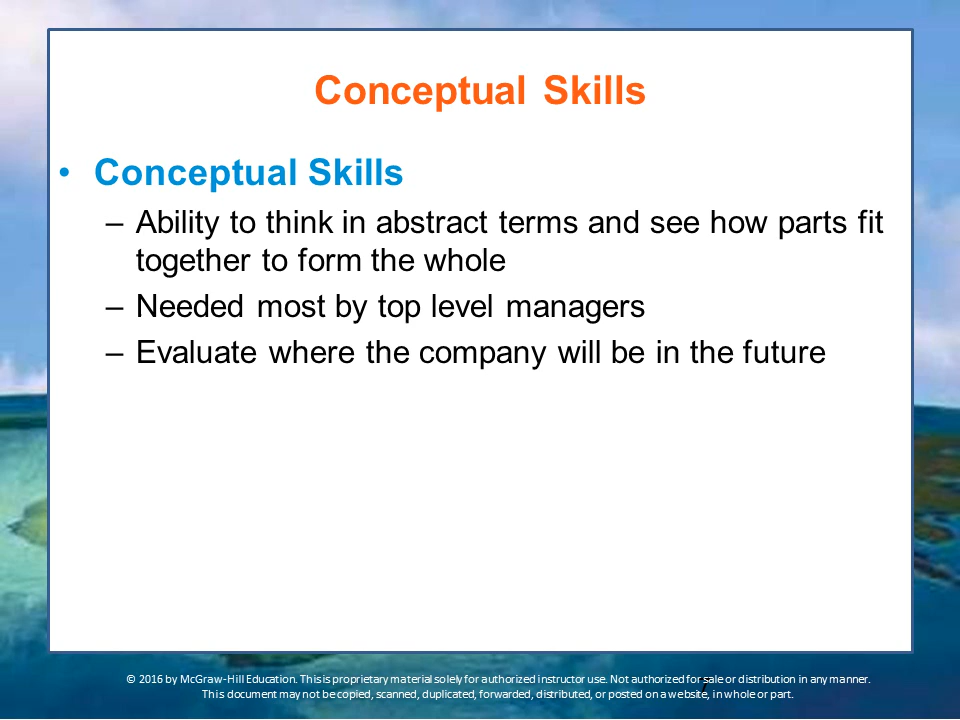 Conceptual Skills
• Conceptual Skills
– Ability to think in abstract terms and see how parts fit
together to form the whole
– Needed most by top level managers
– Evaluate where the company will be in the future
© 2016 by McGraw-Hill Education. This is proprietary material solely for authorized instructor use. Not authorized for sale or distribution in any manner.
This document may not be copied, scanned, duplicated, forwarded, distributed, or posted on a website, in whole or part.